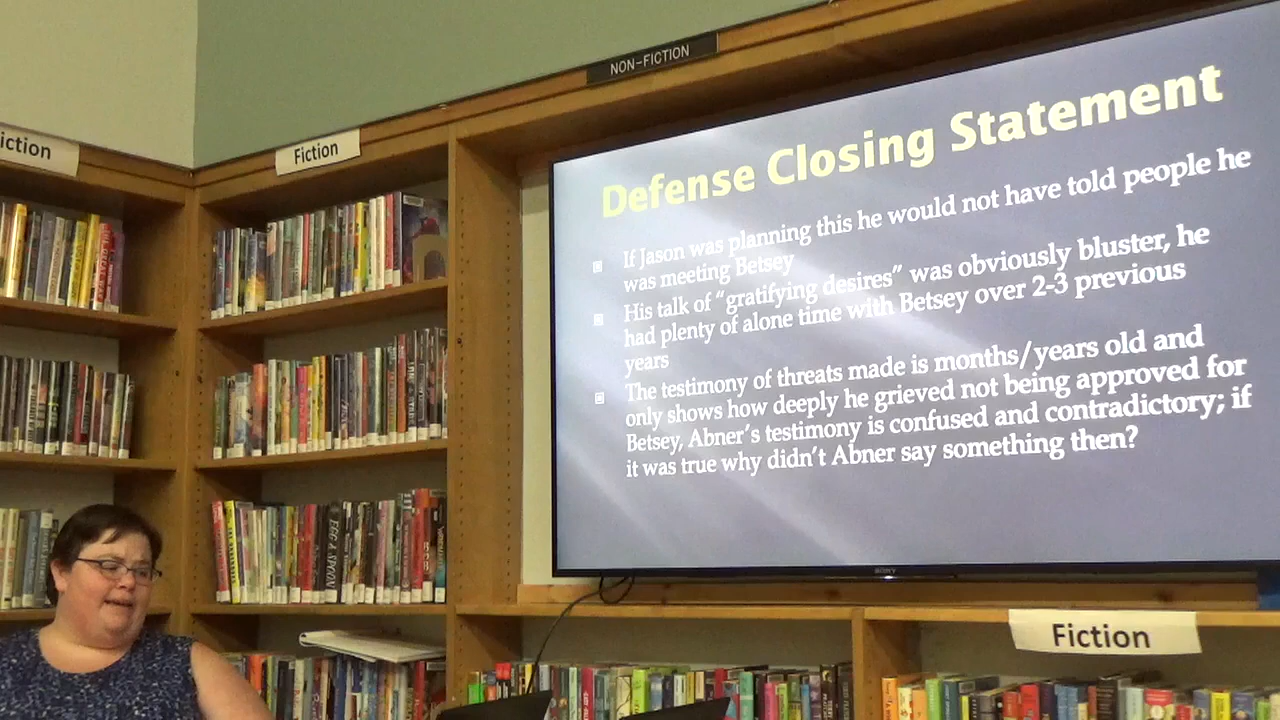 NON-FICTION
iction
Fiction
Defense Closing Statement
If Jason was planning this he would not have told people he
was meeting Betsey
His talk of “gratifying desires” was obviously bluster, he
had plenty of alone time with Betsey over 2-3 previous
years
The testimony of threats made is months/years old and
only shows how deeply he grieved not being approved for
Betsey, Abner’s testimony is confused and contradictory; if
it was true why didn’t Abner say something then?
SONY
EGG & SPOON
Fiction